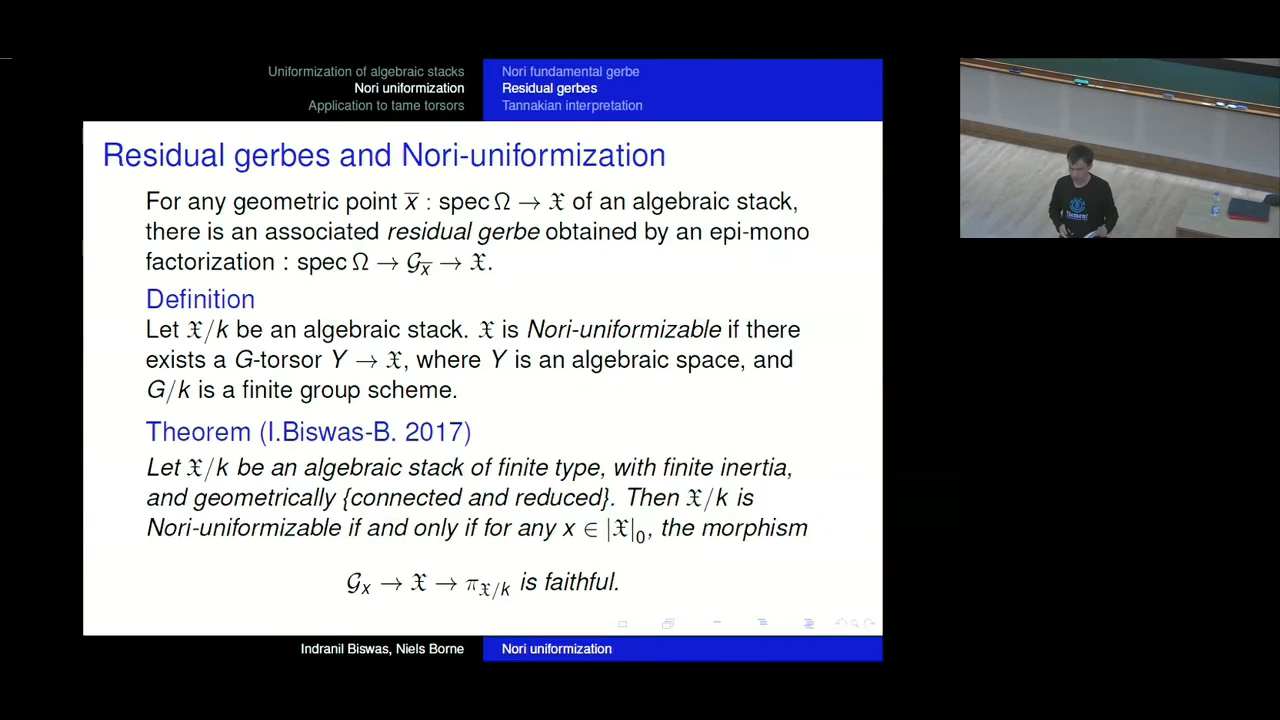 Uniformization of algebraic stacks
Nori uniformization
Application to tame torsors
Nori fundamental gerbe
Residual gerbes
Tannakian interpretation
Residual gerbes and Nori-uniformization
For any geometric point x̅ : spec Ω → 𝔛 of an algebraic stack,
there is an associated residual gerbe obtained by an epi-mono
factorization : spec Ω → 𝒢_x̅ → 𝔛.
Definition
Let 𝔛/k be an algebraic stack. 𝔛 is Nori-uniformizable if there
exists a G-torsor Y → 𝔛, where Y is an algebraic space, and
G/k is a finite group scheme.
Theorem (I.Biswas-B. 2017)
Let 𝔛/k be an algebraic stack of finite type, with finite inertia,
and geometrically {connected and reduced}. Then 𝔛/k is
Nori-uniformizable if and only if for any x ∈ |𝔛|₀, the morphism
𝒢ₓ → 𝔛 → π_𝔛/k is faithful.
Indranil Biswas, Niels Borne
Nori uniformization